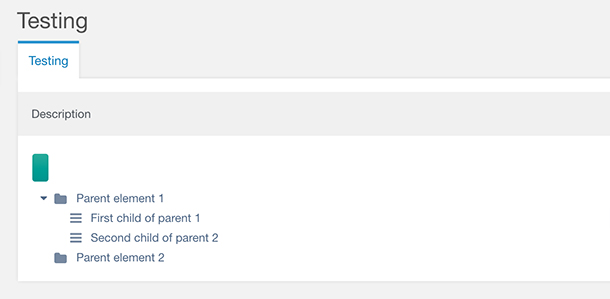 Testing
Testing
Description
Parent element 1
First child of parent 1
Second child of parent 2
Parent element 2